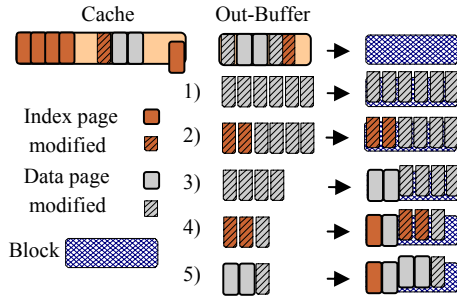 Cache Out-Buffer
1)
Index page
modified
2)
Data page
modified
3)
4)
Block
5)